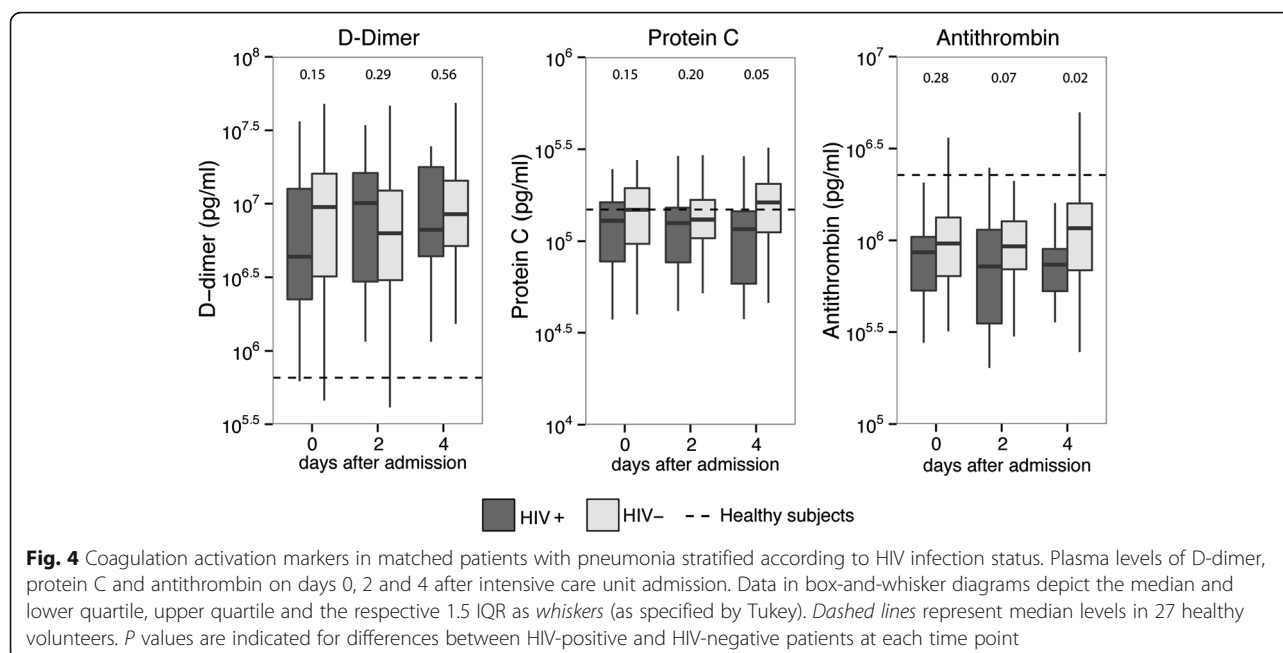 D-Dimer
10^8
10^7.5
10^7
10^6.5
10^6
10^5.5
D-dimer (pg/ml)
0.15 0.29 0.56
0 2 4
days after admission
Protein C
10^6
10^5.5
10^5
10^4.5
10^4
Protein C (pg/ml)
0.15 0.20 0.05
0 2 4
days after admission
Antithrombin
10^7
10^6.5
10^6
10^5.5
10^5
Antithrombin (pg/ml)
0.28 0.07 0.02
0 2 4
days after admission
HIV+ HIV– -- Healthy subjects
Fig. 4 Coagulation activation markers in matched patients with pneumonia stratified according to HIV infection status. Plasma levels of D-dimer,
protein C and antithrombin on days 0, 2 and 4 after intensive care unit admission. Data in box-and-whisker diagrams depict the median and
lower quartile, upper quartile and the respective 1.5 IQR as whiskers (as specified by Tukey). Dashed lines represent median levels in 27 healthy
volunteers. P values are indicated for differences between HIV-positive and HIV-negative patients at each time point